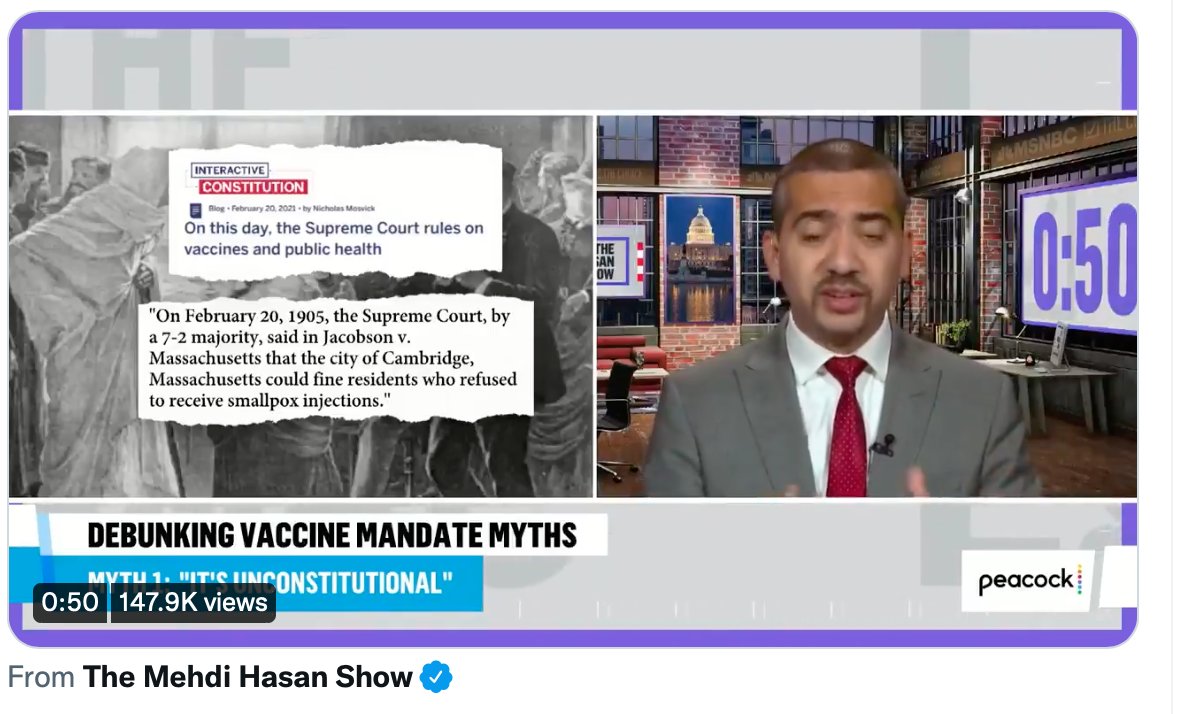 INTERACTIVE
CONSTITUTION
Blog • February 20, 2021 • by Nicholas Mosvick
On this day, the Supreme Court rules on
vaccines and public health
"On February 20, 1905, the Supreme Court, by
a 7-2 majority, said in Jacobson v.
Massachusetts that the city of Cambridge,
Massachusetts could fine residents who refused
to receive smallpox injections."
THE
SAN
OW
MSNBC
0:50
DEBUNKING VACCINE MANDATE MYTHS
MYTH 1: "IT'S UNCONSTITUTIONAL"
0:50 147.9K views
peacock
From The Mehdi Hasan Show